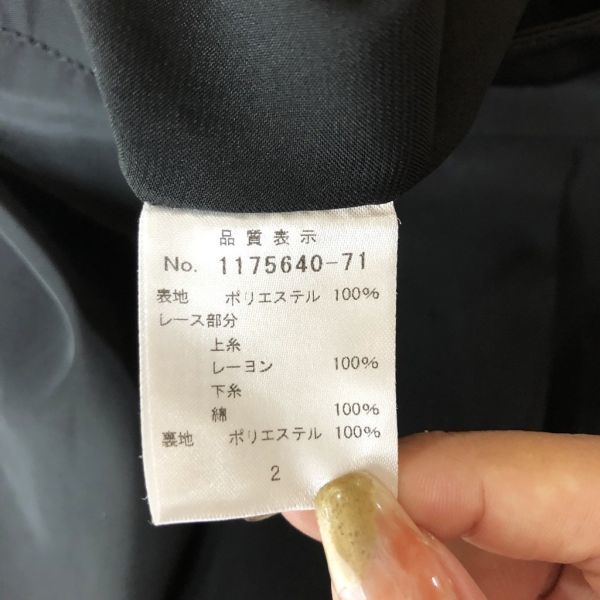 品質表示
No. 1175640-71
表地 ポリエステル 100%
レース部分
上糸
レーヨン 100%
下糸
綿 100%
裏地 ポリエステル 100%
2